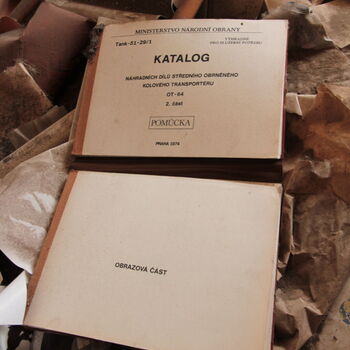 MINISTERSTVO NÁRODNÍ OBRANY
Tank-51-29/1
VÝHRADNĚ
PRO SLUŽEBNÍ POTŘEBU
KATALOG
NÁHRADNÍCH DÍLŮ STŘEDNÍHO OBRNĚNÉHO
KOLOVÉHO TRANSPORTÉRU
OT-64
2. část
POMŮCKA
PRAHA 1974
OBRAZOVÁ ČÁST